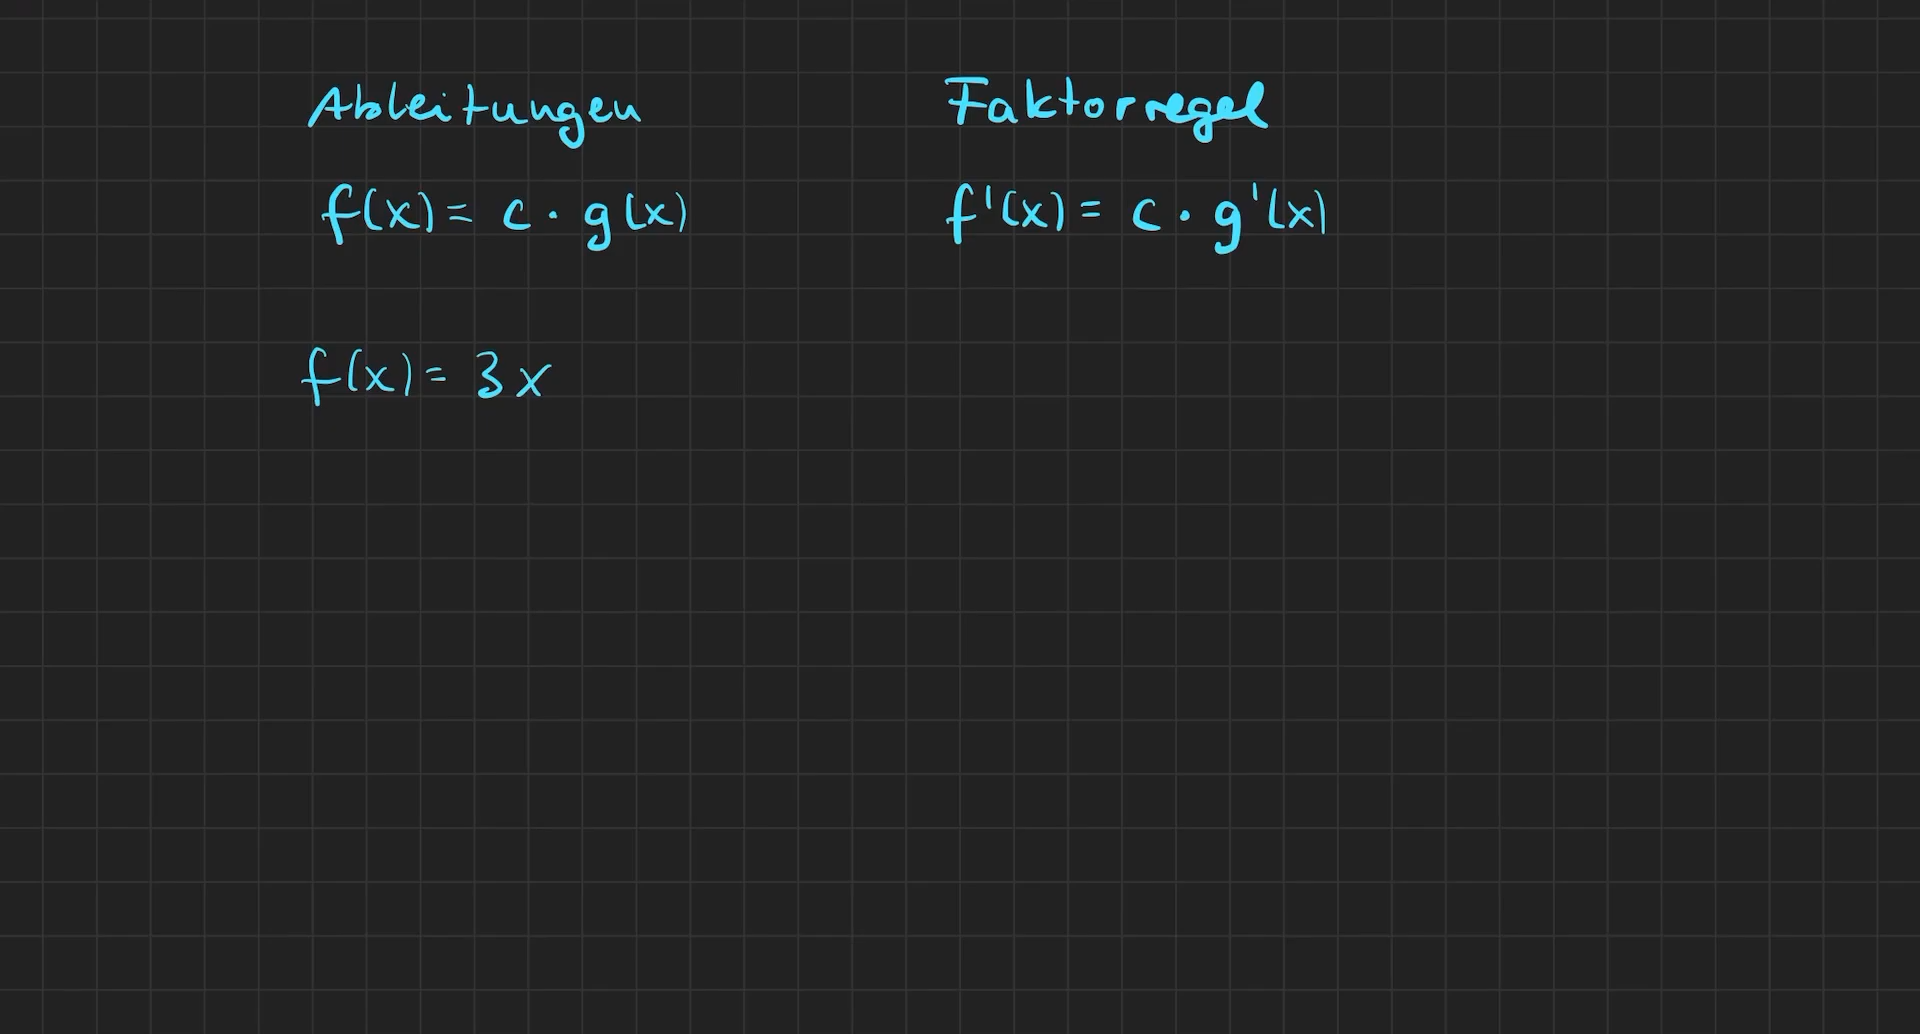 Ableitungen Faktorregel
f(x) = c · g(x) f'(x) = c · g'(x)
f(x) = 3x